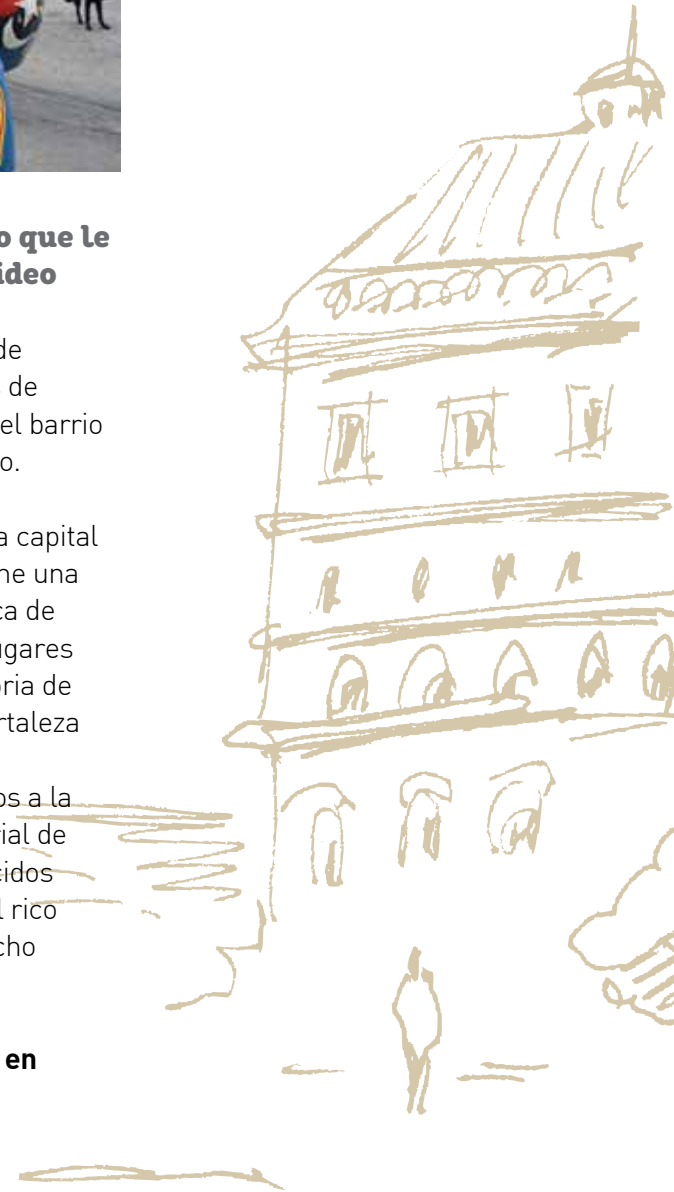 o que le
ideo
de
de
el barrio
o.
a capital
ne una
ca de
gares
oria de
rtaleza
os a la
rial de
cidos
l rico
cho
en